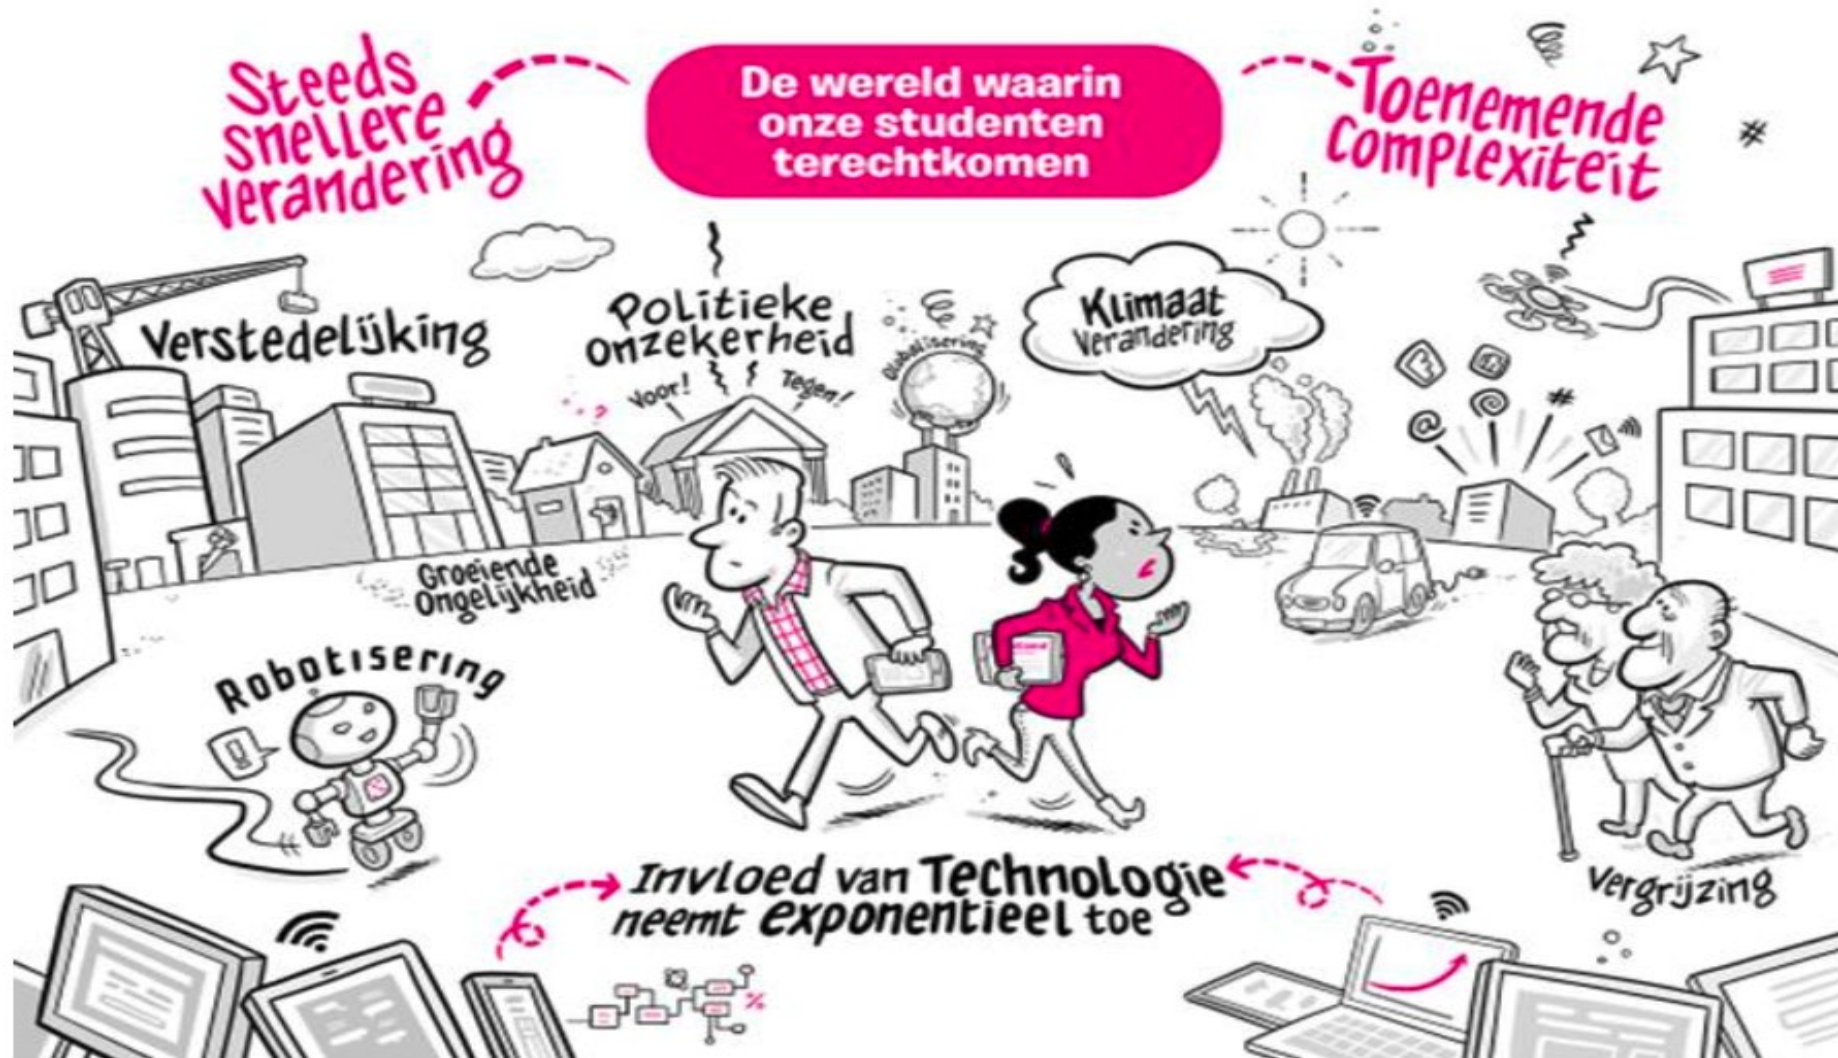 Steeds
snellere
verandering
De wereld waarin
onze studenten
terechtkomen
Toenemende
complexiteit
#
Verstedelijking
Politieke
onzekerheid
Voor!
Tegen!
Globalisering
Klimaat
verandering
@
#
Groeiende
Ongelijkheid
Robotisering
!
Invloed van Technologie
neemt exponentieel toe
Vergrijzing
%